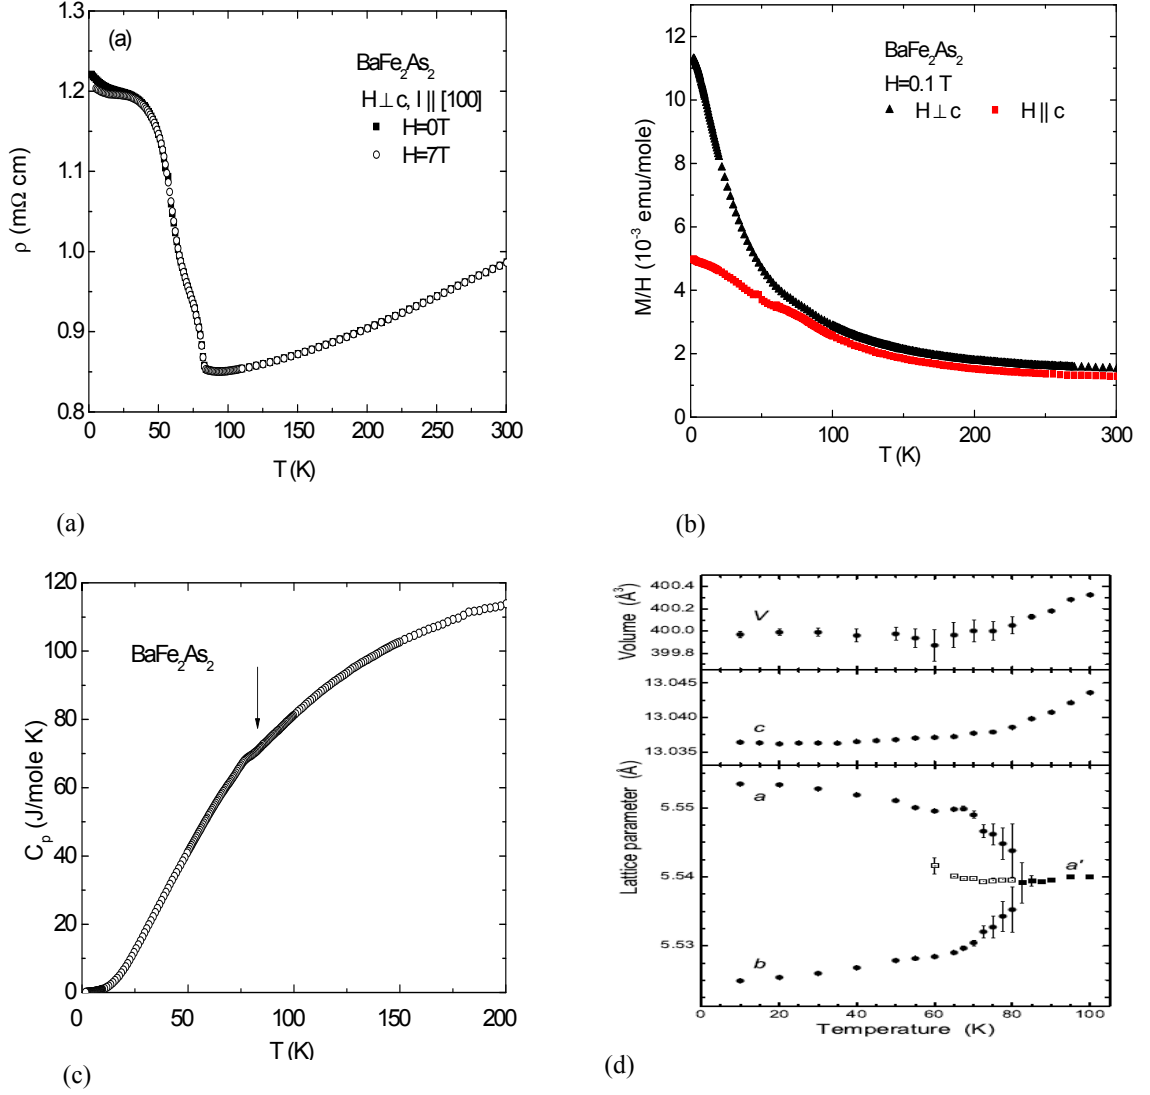 (a)
BaFe₂As₂
H⊥c, I || [100]
H=0T
H=7T
1.3
1.2
1.1
1.0
0.9
0.8
ρ (mΩ cm)
0 50 100 150 200 250 300
T (K)
(a)
12
10
8
6
4
2
0
M/H (10⁻³ emu/mole)
BaFe₂As₂
H=0.1 T
H⊥c H || c
0 100 200 300
T (K)
(b)
120
100
80
60
40
20
0
C_p (J/mole K)
BaFe₂As₂
50 100 150 200
T (K)
(c)
400.4
400.2
400.0
399.8
Volume (Å³)
V
13.045
13.040
13.035
c
5.55
5.54
5.53
Lattice parameter (Å)
a
a'
b
0 20 40 60 80 100
Temperature (K)
(d)